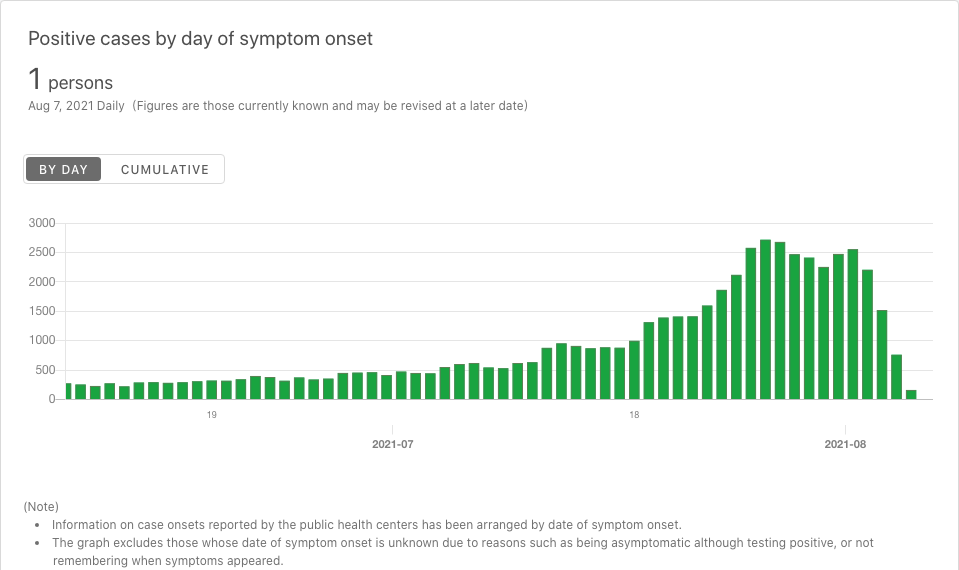 Positive cases by day of symptom onset
1 persons
Aug 7, 2021 Daily (Figures are those currently known and may be revised at a later date)
BY DAY CUMULATIVE
3000
2500
2000
1500
1000
500
0
19 18
2021-07 2021-08
(Note)
• Information on case onsets reported by the public health centers has been arranged by date of symptom onset.
• The graph excludes those whose date of symptom onset is unknown due to reasons such as being asymptomatic although testing positive, or not
remembering when symptoms appeared.